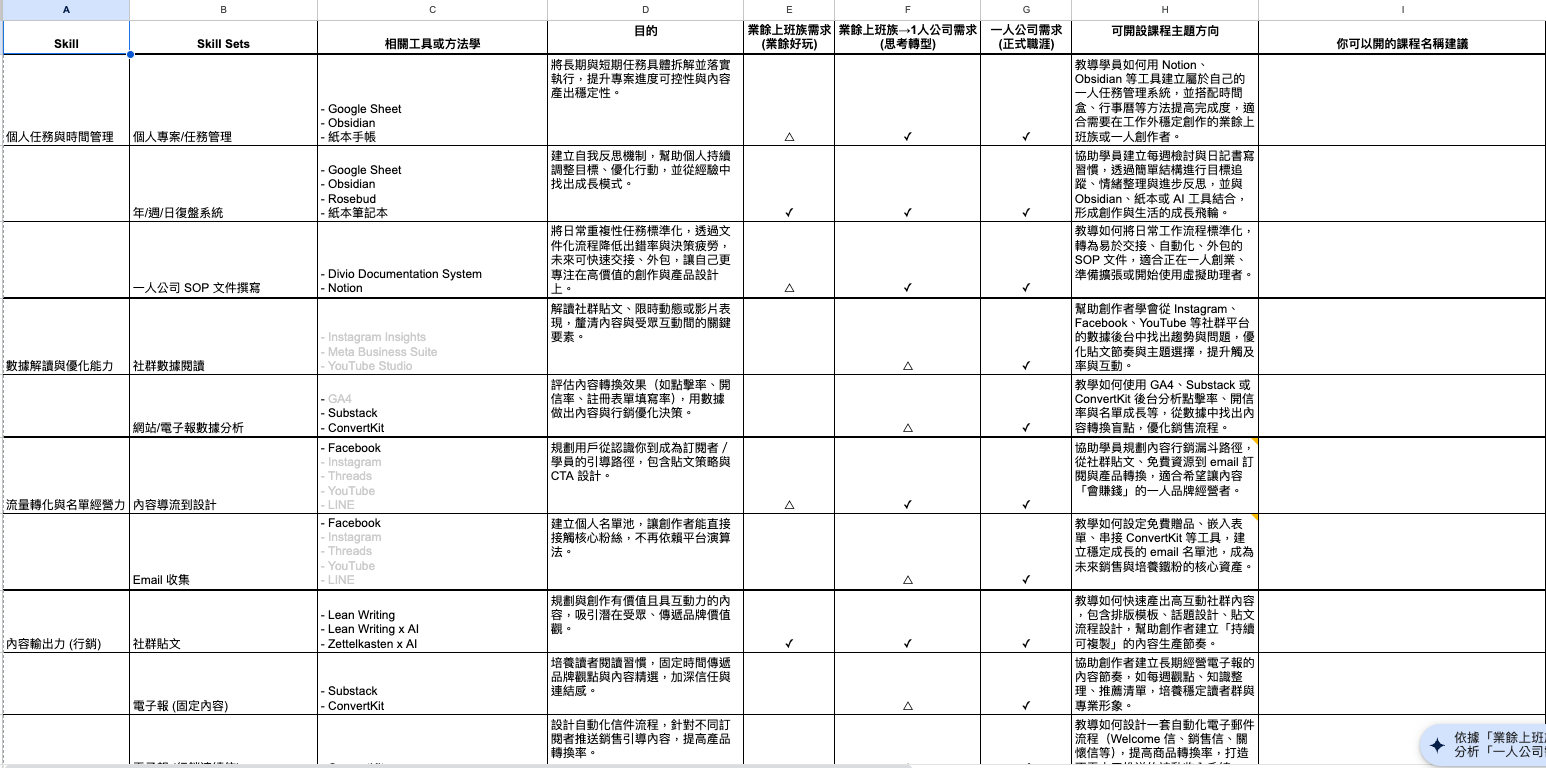 A B C D E F G H I
Skill
Skill Sets
相關工具或方法學
目的
業餘上班族需求
(業餘好玩)
業餘上班族→1人公司需求
(思考轉型)
一人公司需求
(正式職涯)
可開設課程主題方向
你可以開的課程名稱建議
個人任務與時間管理
個人專案/任務管理
- Google Sheet
- Obsidian
- 紙本手帳
將長期與短期任務具體拆解並落實
執行，提升專案進度可控性與內容
產出穩定性。
△
✓
✓
教導學員如何用 Notion、
Obsidian 等工具建立屬於自己的
一人任務管理系統，並搭配時間
盒、行事曆等方法提高完成度，適
合需要在工作外穩定創作的業餘上
班族或一人創作者。
年/週/日復盤系統
- Google Sheet
- Obsidian
- Rosebud
- 紙本筆記本
建立自我反思機制，幫助個人持續
調整目標、優化行動，並從經驗中
找出成長模式。
✓
✓
✓
協助學員建立每週檢討與日記書寫
習慣，透過簡單結構進行目標追
蹤、情緒整理與進步反思，並與
Obsidian、紙本或 AI 工具結合，
形成創作與生活的成長飛輪。
一人公司 SOP 文件撰寫
- Divio Documentation System
- Notion
將日常重複性任務標準化，透過文
件化流程降低出錯率與決策疲勞，
未來可快速交接、外包，讓自己更
專注在高價值的創作與產品設計
上。
△
✓
✓
教導如何將日常工作流程標準化，
轉為易於交接、自動化、外包的
SOP 文件，適合正在一人創業、
準備擴張或開始使用虛擬助理者。
數據解讀與優化能力
社群數據閱讀
- Instagram Insights
- Meta Business Suite
- YouTube Studio
解讀社群貼文、限時動態或影片表
現，釐清內容與受眾互動間的關鍵
要素。
△
✓
幫助創作者學會從 Instagram、
Facebook、YouTube 等社群平台
的數據後台中找出趨勢與問題，優
化貼文節奏與主題選擇，提升觸及
率與互動。
網站/電子報數據分析
- GA4
- Substack
- ConvertKit
評估內容轉換效果（如點擊率、開
信率、註冊表單填寫率），用數據
做出內容與行銷優化決策。
△
✓
教學如何使用 GA4、Substack 或
ConvertKit 後台分析點擊率、開信
率與名單成長等，從數據中找出內
容轉換盲點，優化銷售流程。
流量轉化與名單經營力
內容導流到設計
- Facebook
- Instagram
- Threads
- YouTube
- LINE
規劃用戶從認識你到成為訂閱者 /
學員的引導路徑，包含貼文策略與
CTA 設計。
△
✓
✓
協助學員規劃內容行銷漏斗路徑，
從社群貼文、免費資源到 email 訂
閱與產品轉換，適合希望讓內容
「會賺錢」的一人品牌經營者。
Email 收集
- Facebook
- Instagram
- Threads
- YouTube
- LINE
建立個人名單池，讓創作者能直接
接觸核心粉絲，不再依賴平台演算
法。
△
✓
教學如何設定免費贈品、嵌入表
單、串接 ConvertKit 等工具，建
立穩定成長的 email 名單池，成為
未來銷售與培養鐵粉的核心資產。
內容輸出力 (行銷)
社群貼文
- Lean Writing
- Lean Writing x AI
- Zettelkasten x AI
規劃與創作有價值且具互動力的內
容，吸引潛在受眾、傳遞品牌價值
觀。
✓
✓
✓
教導如何快速產出高互動社群內容
，包含排版模板、話題設計、貼文
流程設計，幫助創作者建立「持續
可複製」的內容生產節奏。
電子報 (固定內容)
- Substack
- ConvertKit
培養讀者閱讀習慣，固定時間傳遞
品牌觀點與內容精選，加深信任與
連結感。
△
✓
協助創作者建立長期經營電子報的
內容節奏，如每週觀點、知識整
理、推薦清單，培養穩定讀者群與
專業形象。
設計自動化信件流程，針對不同訂
閱者推送銷售引導內容，提高產品
轉換率。
教導如何設計一套自動化電子郵件
流程（Welcome 信、銷售信、關
懷信等），提高商品轉換率，打造
依據「業餘上班
分析「一人公司